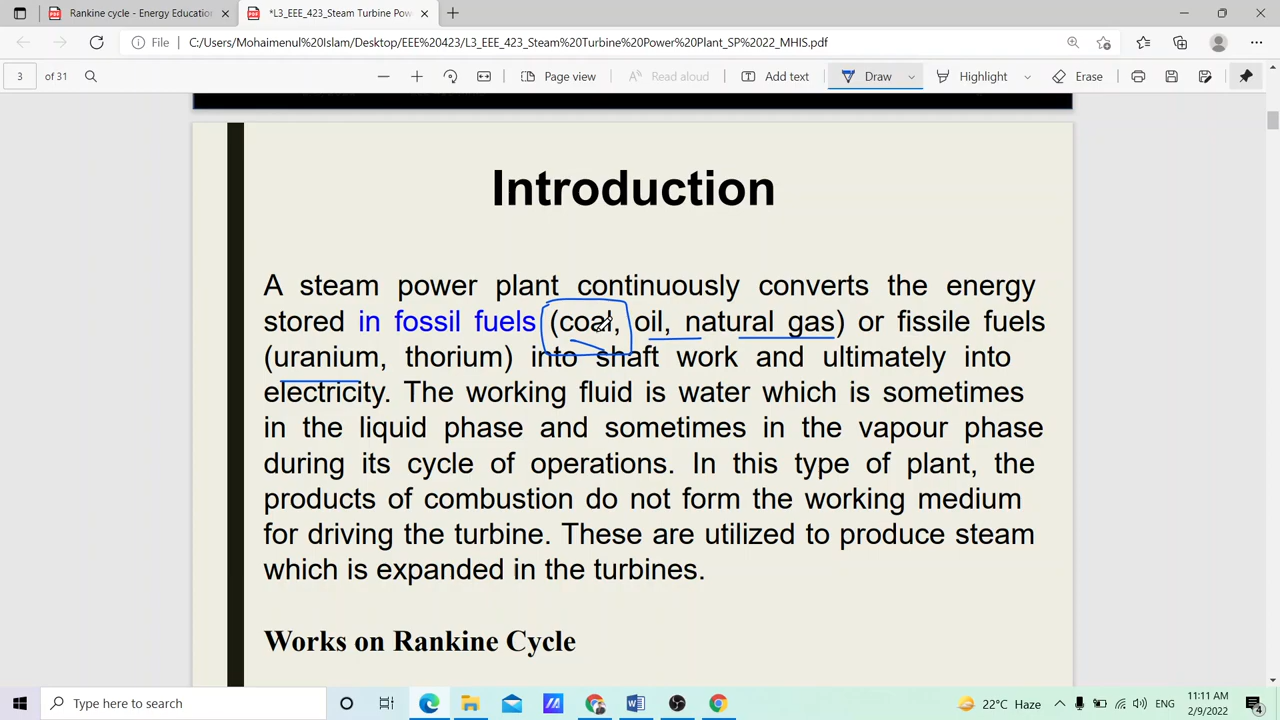 Rankine cycle - Energy Education
*L3_EEE_423_Steam Turbine Pow
File
C:/Users/Mohaimenul%20Islam/Desktop/EEE%20423/L3_EEE_423_Steam%20Turbine%20Power%20Plant_SP%2022_MHIS.pdf
3 of 31
Page view
Read aloud
Add text
Draw
Highlight
Erase
Introduction
A steam power plant continuously converts the energy
stored in fossil fuels (coal, oil, natural gas) or fissile fuels
(uranium, thorium) into shaft work and ultimately into
electricity. The working fluid is water which is sometimes
in the liquid phase and sometimes in the vapour phase
during its cycle of operations. In this type of plant, the
products of combustion do not form the working medium
for driving the turbine. These are utilized to produce steam
which is expanded in the turbines.
Works on Rankine Cycle
Type here to search
22°C Haze
11:11 AM
2/9/2022
4